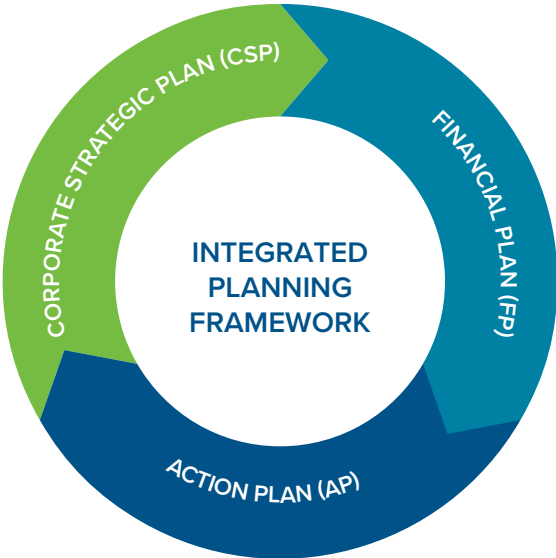 CORPORATE STRATEGIC PLAN (CSP)
FINANCIAL PLAN (FP)
INTEGRATED
PLANNING
FRAMEWORK
ACTION PLAN (AP)